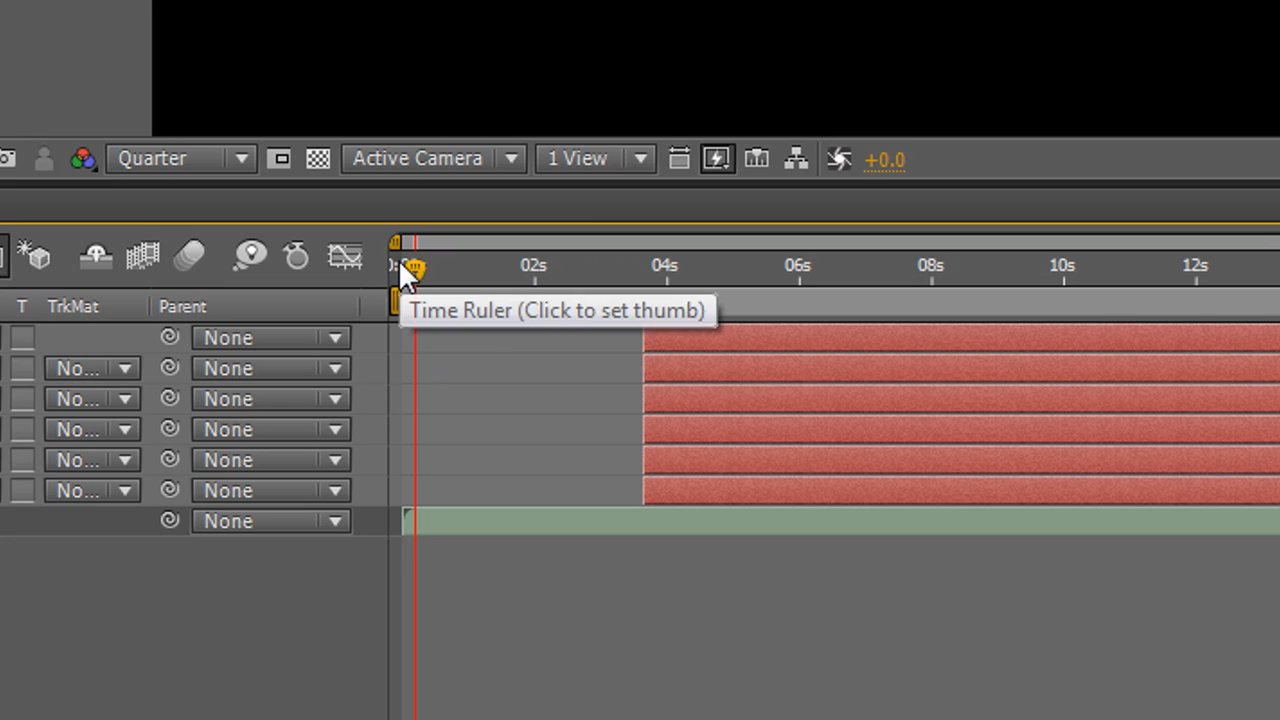 Quarter Active Camera 1 View +0.0
02s 04s 06s 08s 10s 12s
T TrkMat Parent
Time Ruler (Click to set thumb)
None
No... None
No... None
No... None
No... None
No... None
None